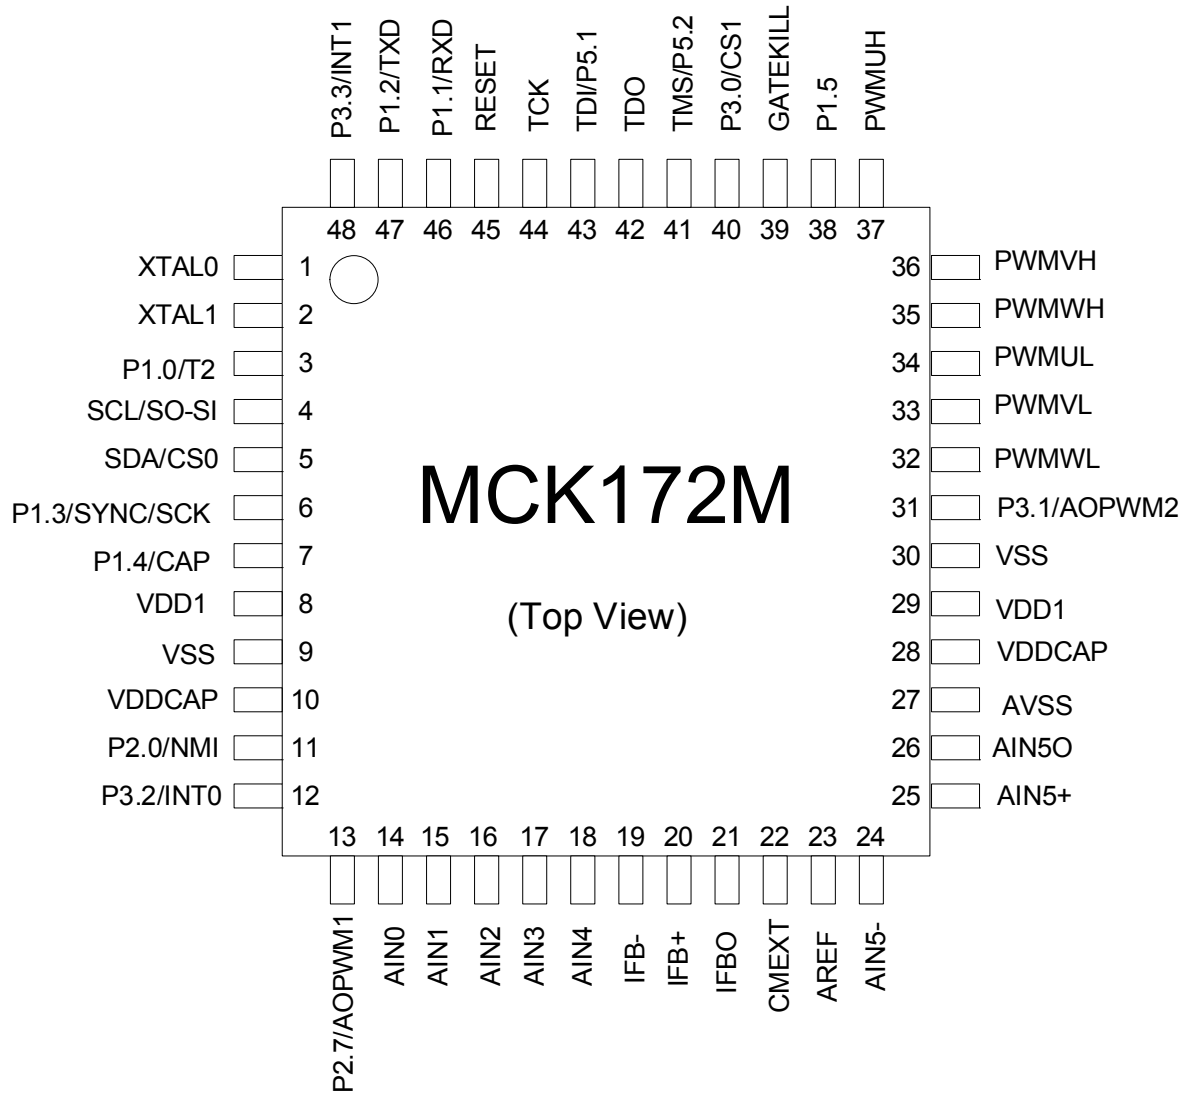 P3.3/INT1
P1.2/TXD
P1.1/RXD
RESET
TCK
TDI/P5.1
TDO
TMS/P5.2
P3.0/CS1
GATEKILL
P1.5
PWMUH
48 47 46 45 44 43 42 41 40 39 38 37
XTAL0 1
XTAL1 2
P1.0/T2 3
SCL/SO-SI 4
SDA/CS0 5
P1.3/SYNC/SCK 6
P1.4/CAP 7
VDD1 8
VSS 9
VDDCAP 10
P2.0/NMI 11
P3.2/INT0 12
MCK172M
(Top View)
36 PWMVH
35 PWMWH
34 PWMUL
33 PWMVL
32 PWMWL
31 P3.1/AOPWM2
30 VSS
29 VDD1
28 VDDCAP
27 AVSS
26 AIN5O
25 AIN5+
13 14 15 16 17 18 19 20 21 22 23 24
P2.7/AOPWM1
AIN0
AIN1
AIN2
AIN3
AIN4
IFB-
IFB+
IFBO
CMEXT
AREF
AIN5-